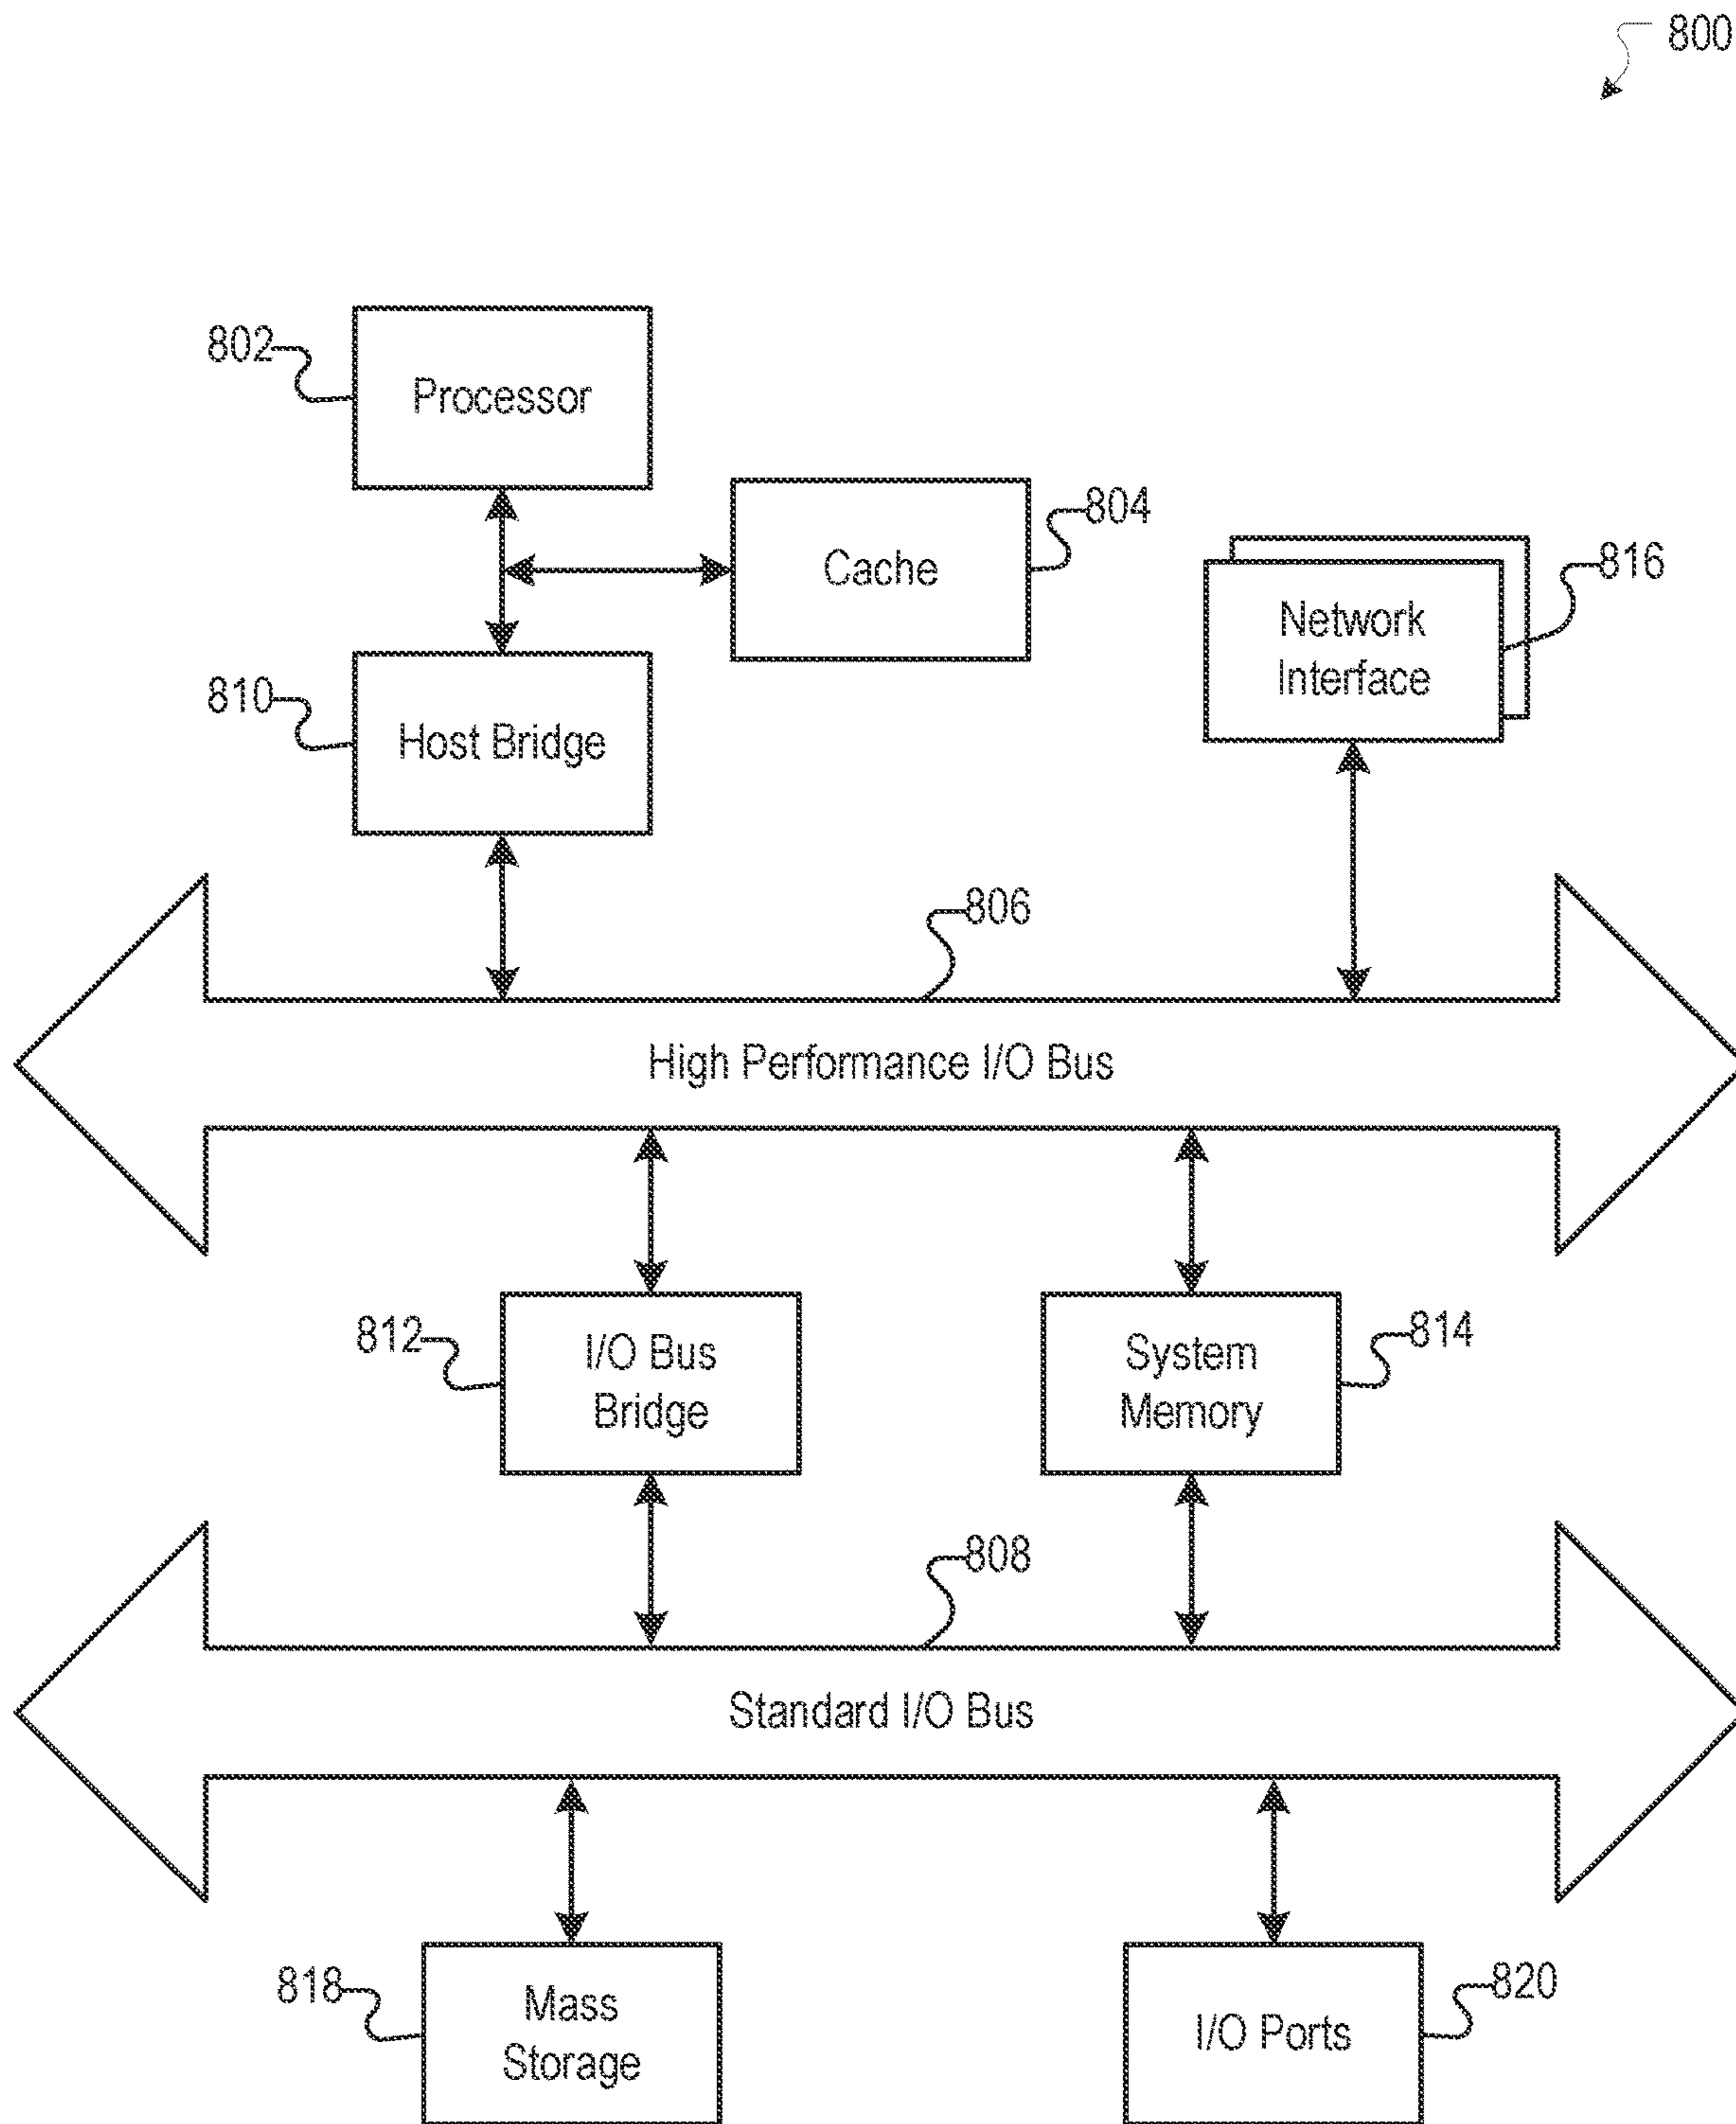 800
802
Processor
804
Cache
816
Network
Interface
810
Host Bridge
806
High Performance I/O Bus
812
I/O Bus
Bridge
814
System
Memory
808
Standard I/O Bus
818
Mass
Storage
820
I/O Ports